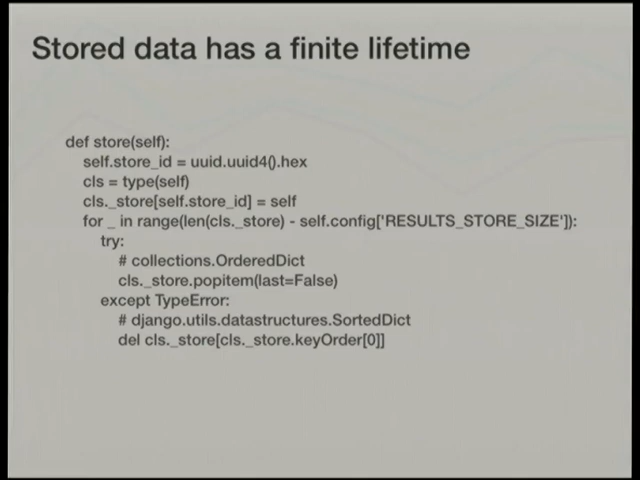 Stored data has a finite lifetime
def store(self):
self.store_id = uuid.uuid4().hex
cls = type(self)
cls._store[self.store_id] = self
for _ in range(len(cls._store) - self.config['RESULTS_STORE_SIZE']):
try:
# collections.OrderedDict
cls._store.popitem(last=False)
except TypeError:
# django.utils.datastructures.SortedDict
del cls._store[cls._store.keyOrder[0]]